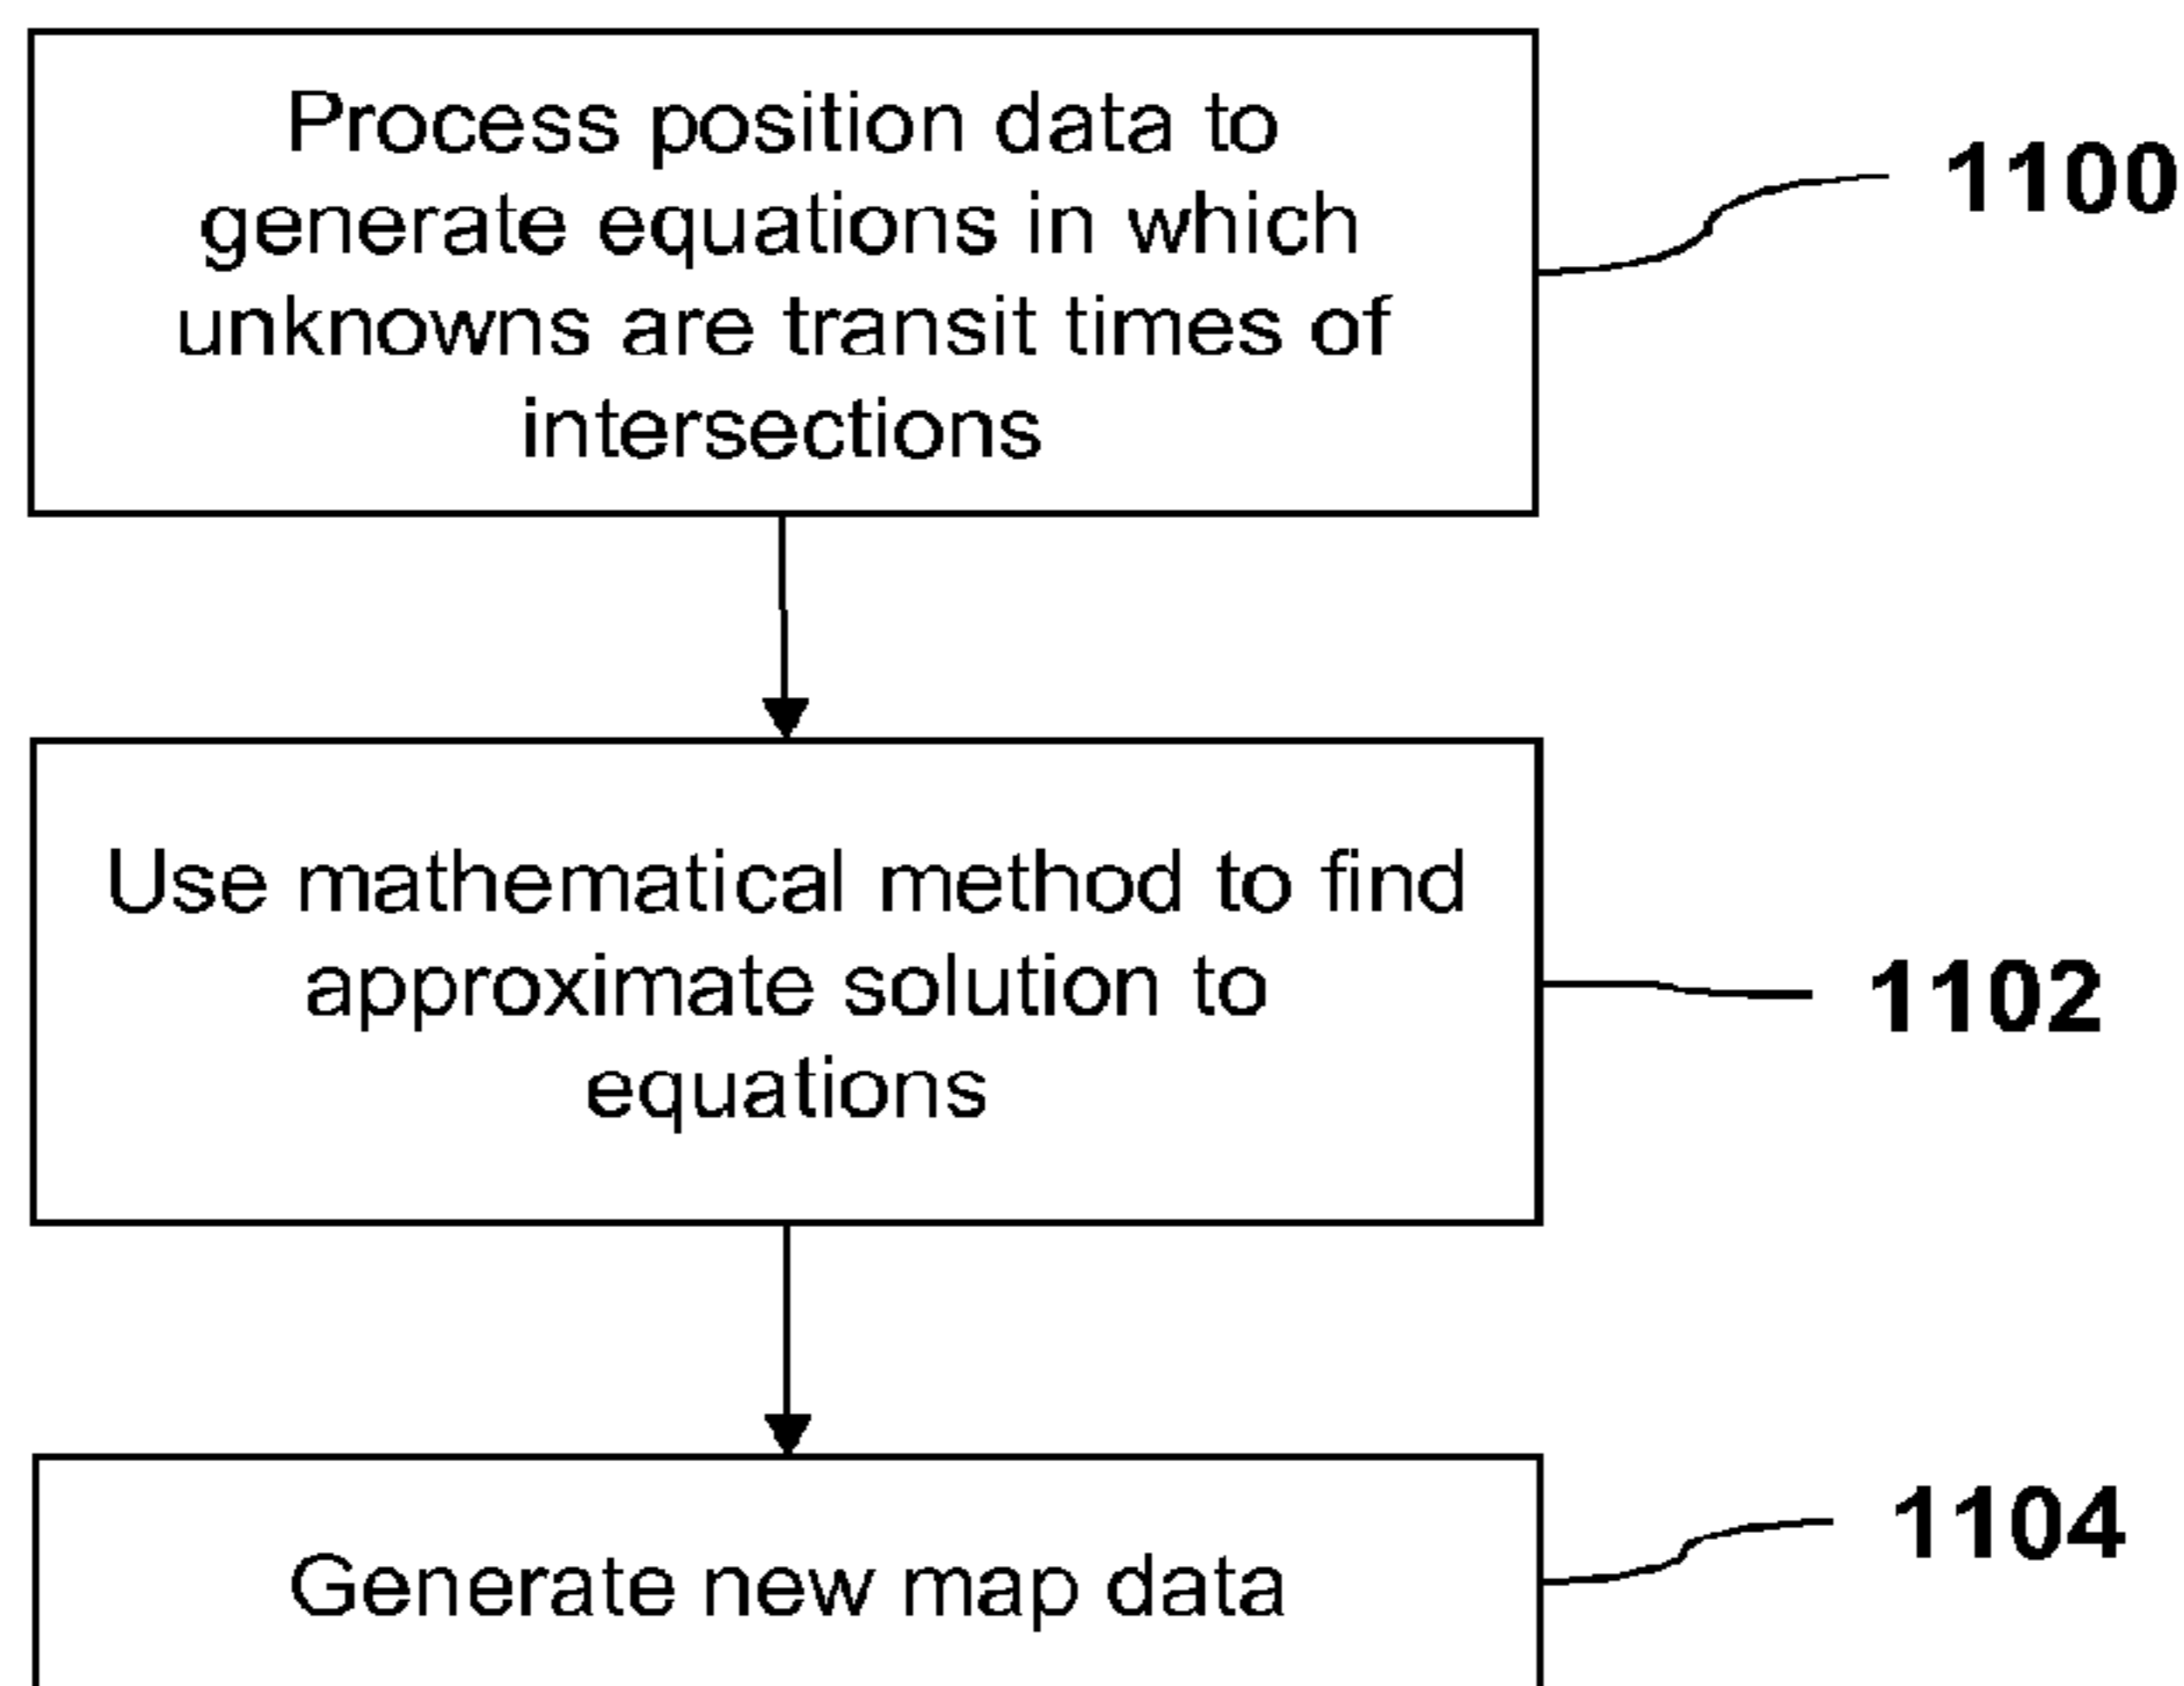 Process position data to
generate equations in which
unknowns are transit times of
intersections
1100
Use mathematical method to find
approximate solution to
equations
1102
Generate new map data
1104